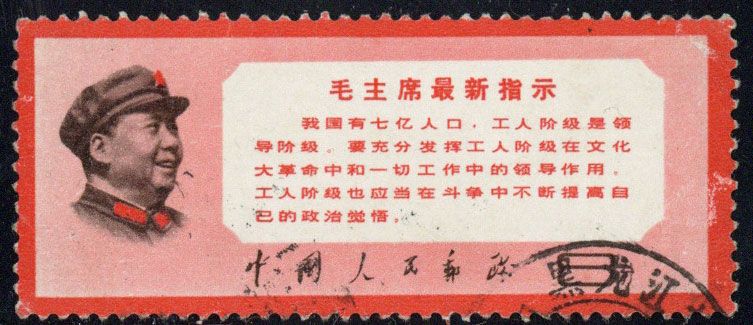 毛主席最新指示
我国有七亿人口，工人阶级是领
导阶级。要充分发挥工人阶级在文化
大革命中和一切工作中的领导作用。
工人阶级也应当在斗争中不断提高自
己的政治觉悟。
中国人民邮政
黑龙江